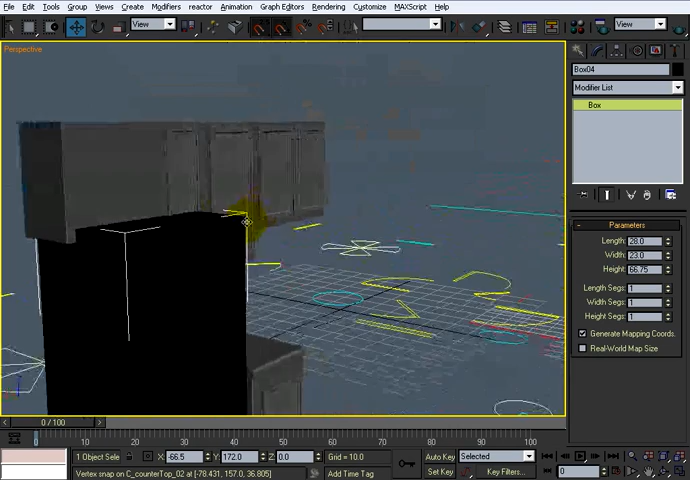 File Edit Tools Group Views Create Modifiers reactor Animation Graph Editors Rendering Customize MAXScript Help
View View
Perspective
Box04
Modifier List
Box
- Parameters
Length: 28.0
Width: 23.0
Height: 66.75
Length Segs: 1
Width Segs: 1
Height Segs: 1
Generate Mapping Coords.
Real-World Map Size
0 / 100
0 10 20 30 40 50 60 70 80 90 100
1 Object Sele X: -66.5 Y: 172.0 Z: 0.0 Grid = 10.0 Auto Key Selected
Vertex snap on C_counterTop_02 at [-78.431, 157.0, 36.805] Add Time Tag Set Key Key Filters... 0